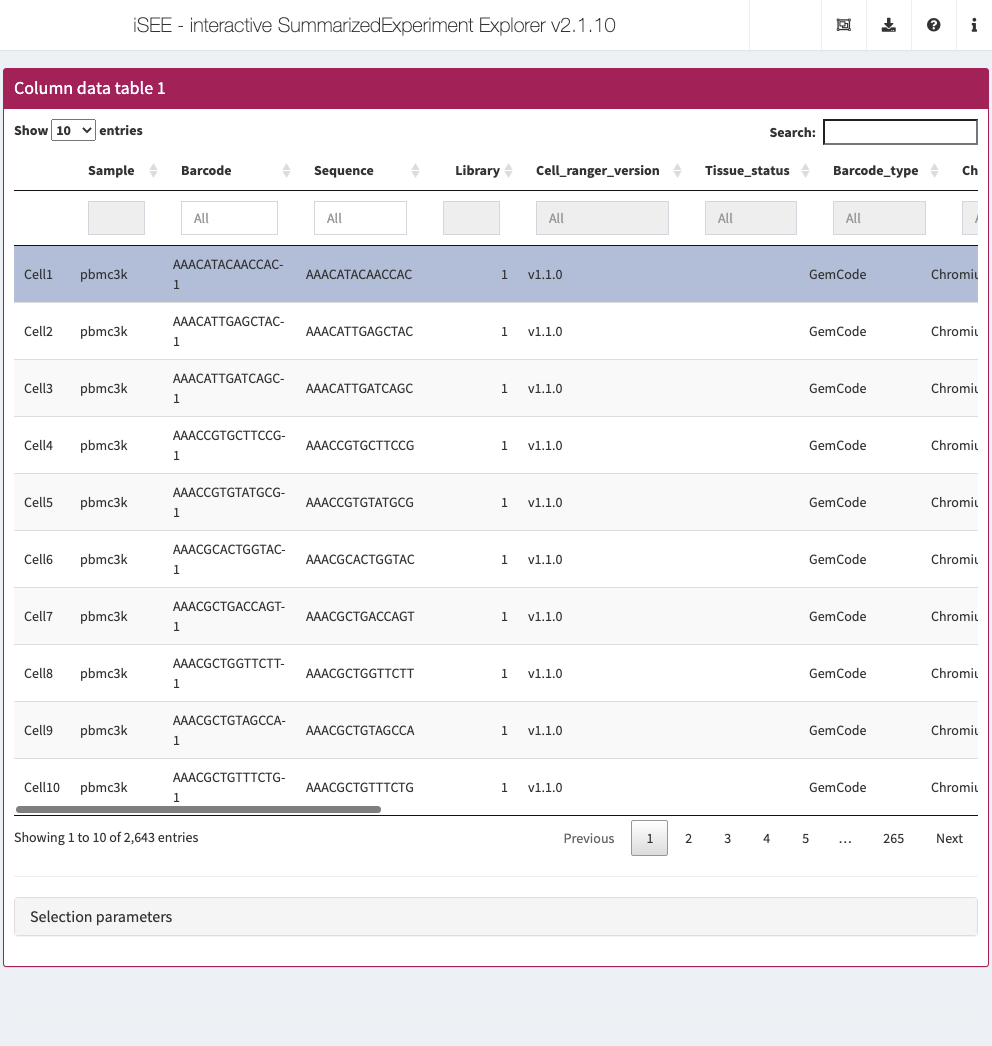 iSEE - interactive SummarizedExperiment Explorer v2.1.10
Column data table 1
Show 10 entries
Search:
Sample Barcode Sequence Library Cell_ranger_version Tissue_status Barcode_type Ch
All All All All All A
Cell1 pbmc3k AAACATACAACCAC-1 AAACATACAACCAC 1 v1.1.0 GemCode Chromiu
Cell2 pbmc3k AAACATTGAGCTAC-1 AAACATTGAGCTAC 1 v1.1.0 GemCode Chromiu
Cell3 pbmc3k AAACATTGATCAGC-1 AAACATTGATCAGC 1 v1.1.0 GemCode Chromiu
Cell4 pbmc3k AAACCGTGCTTCCG-1 AAACCGTGCTTCCG 1 v1.1.0 GemCode Chromiu
Cell5 pbmc3k AAACCGTGTATGCG-1 AAACCGTGTATGCG 1 v1.1.0 GemCode Chromiu
Cell6 pbmc3k AAACGCACTGGTAC-1 AAACGCACTGGTAC 1 v1.1.0 GemCode Chromiu
Cell7 pbmc3k AAACGCTGACCAGT-1 AAACGCTGACCAGT 1 v1.1.0 GemCode Chromiu
Cell8 pbmc3k AAACGCTGGTTCTT-1 AAACGCTGGTTCTT 1 v1.1.0 GemCode Chromiu
Cell9 pbmc3k AAACGCTGTAGCCA-1 AAACGCTGTAGCCA 1 v1.1.0 GemCode Chromiu
Cell10 pbmc3k AAACGCTGTTTCTG-1 AAACGCTGTTTCTG 1 v1.1.0 GemCode Chromiu
Showing 1 to 10 of 2,643 entries
Previous 1 2 3 4 5 … 265 Next
Selection parameters